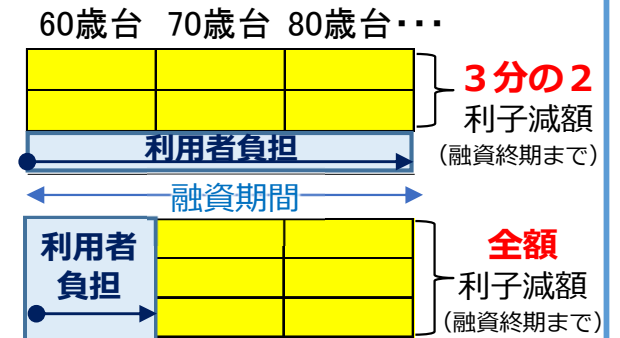 60歳台 70歳台 80歳台･･･
３分の２
利子減額
（融資終期まで）
利用者負担
融資期間
利用者
負担
全額
利子減額
（融資終期まで）